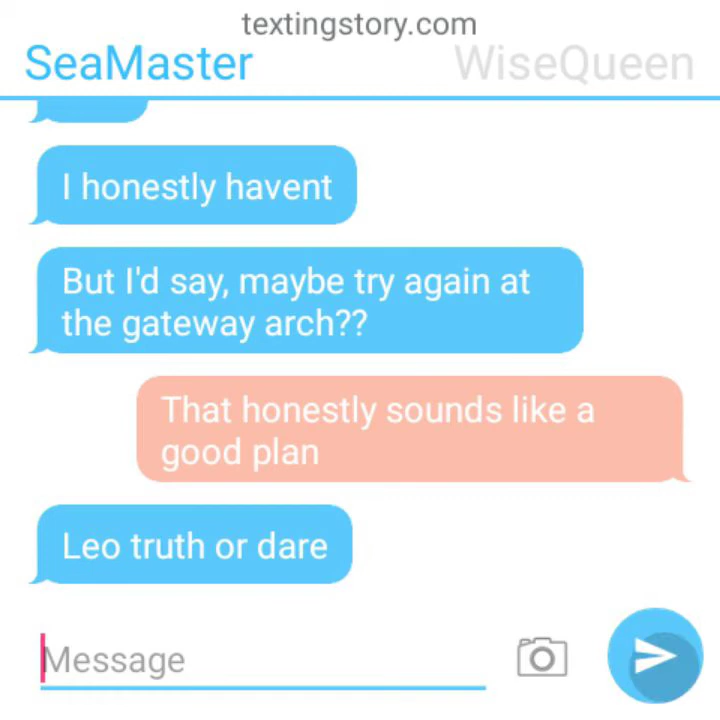 textingstory.com
SeaMaster
WiseQueen
I honestly havent
But I'd say, maybe try again at
the gateway arch??
That honestly sounds like a
good plan
Leo truth or dare
Message